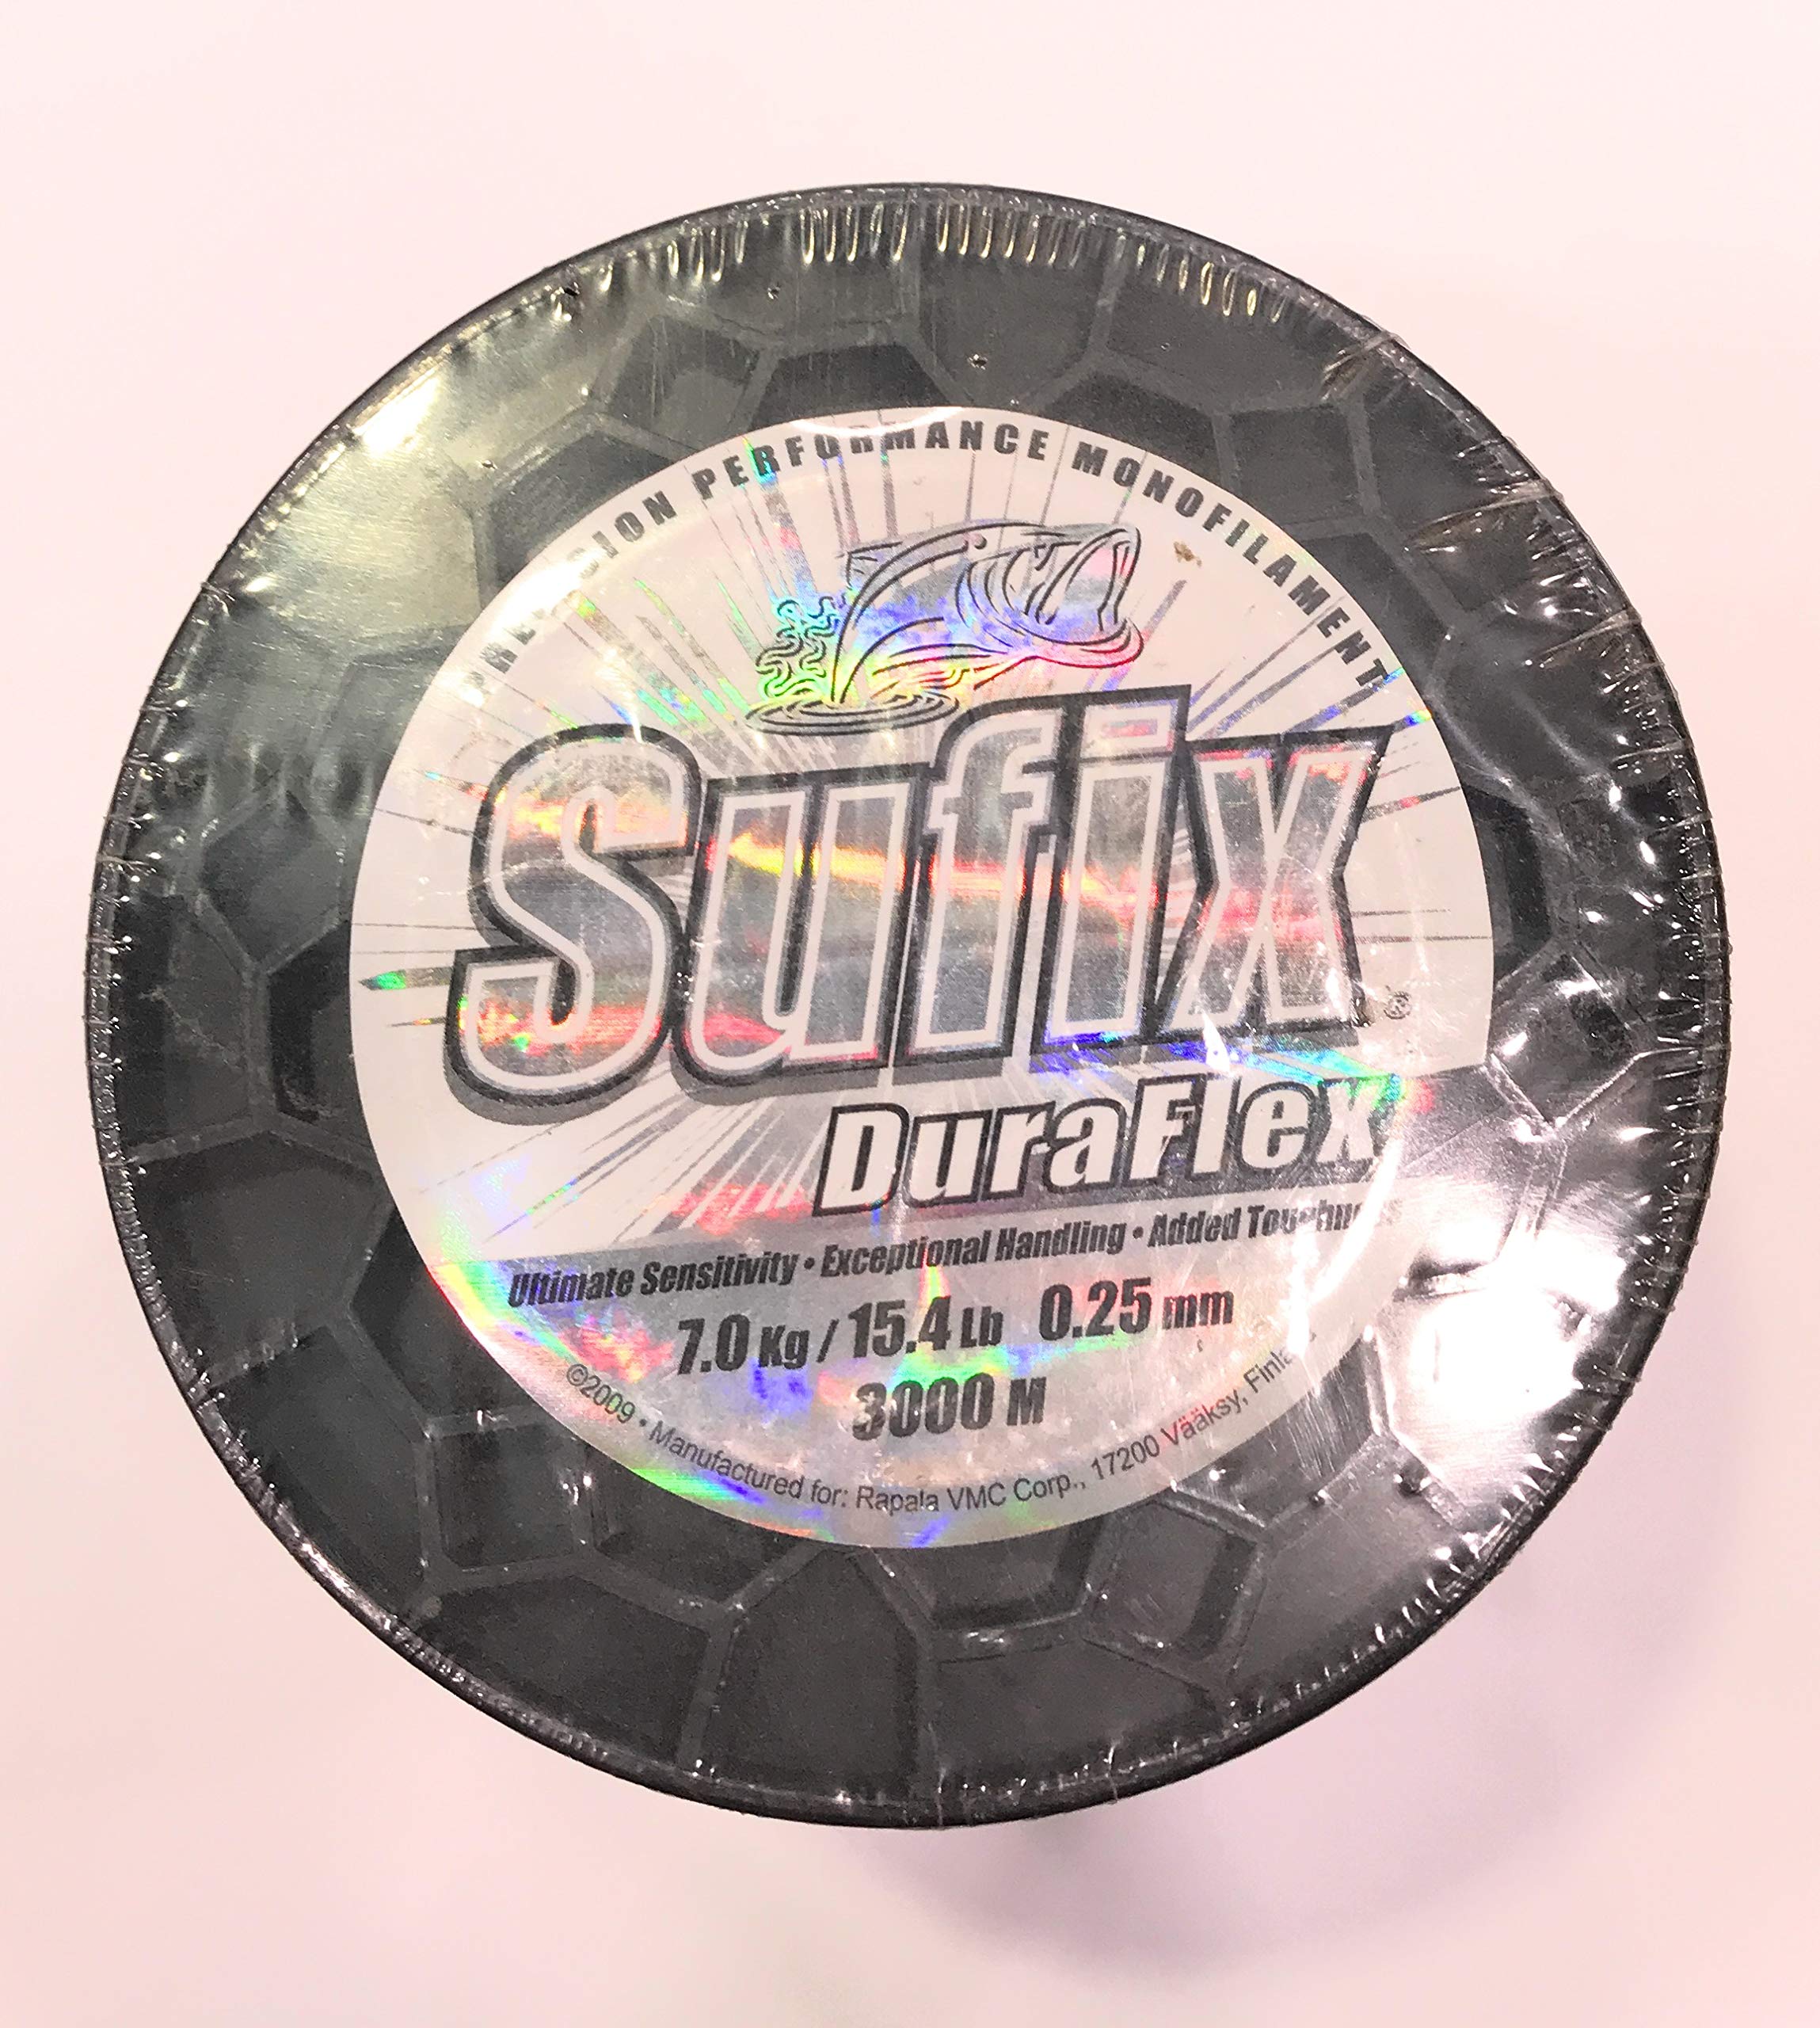 PRECISION PERFORMANCE MONOFILAMENT
Sufix®
DuraFlex
Ultimate Sensitivity • Exceptional Handling • Added Toughness
7.0 Kg / 15.4 Lb 0.25 mm
3000 M
©2009 • Manufactured for: Rapala VMC Corp., 17200 Vääksy,